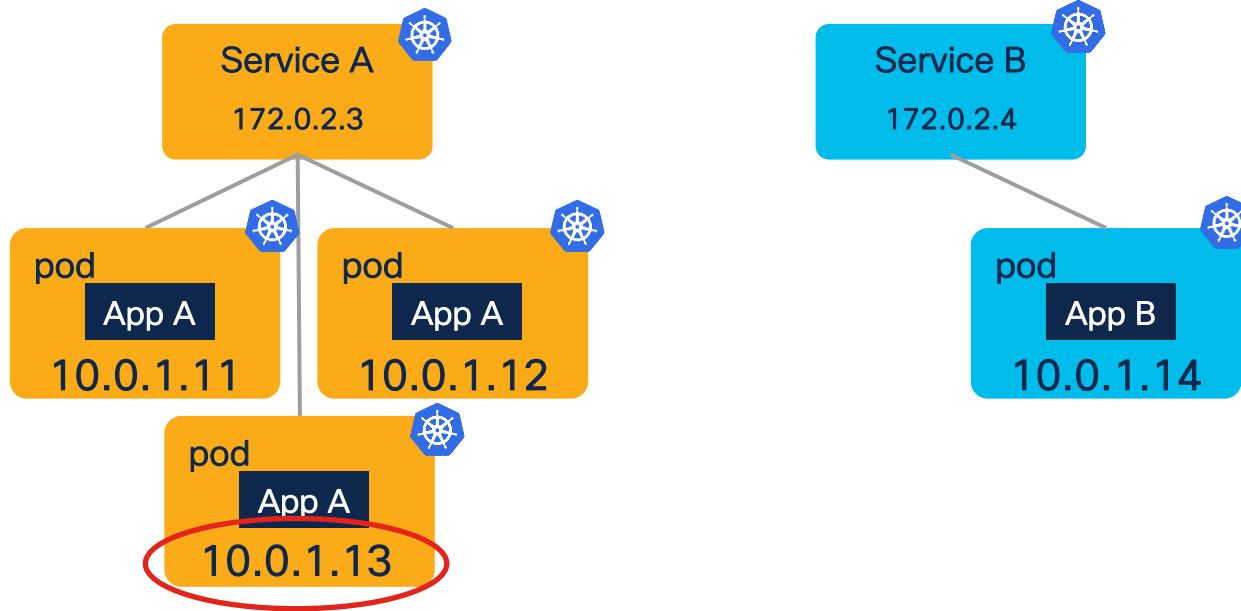 Service A
172.0.2.3
Service B
172.0.2.4
pod
App A
10.0.1.11
pod
App A
10.0.1.12
pod
App B
10.0.1.14
pod
App A
10.0.1.13